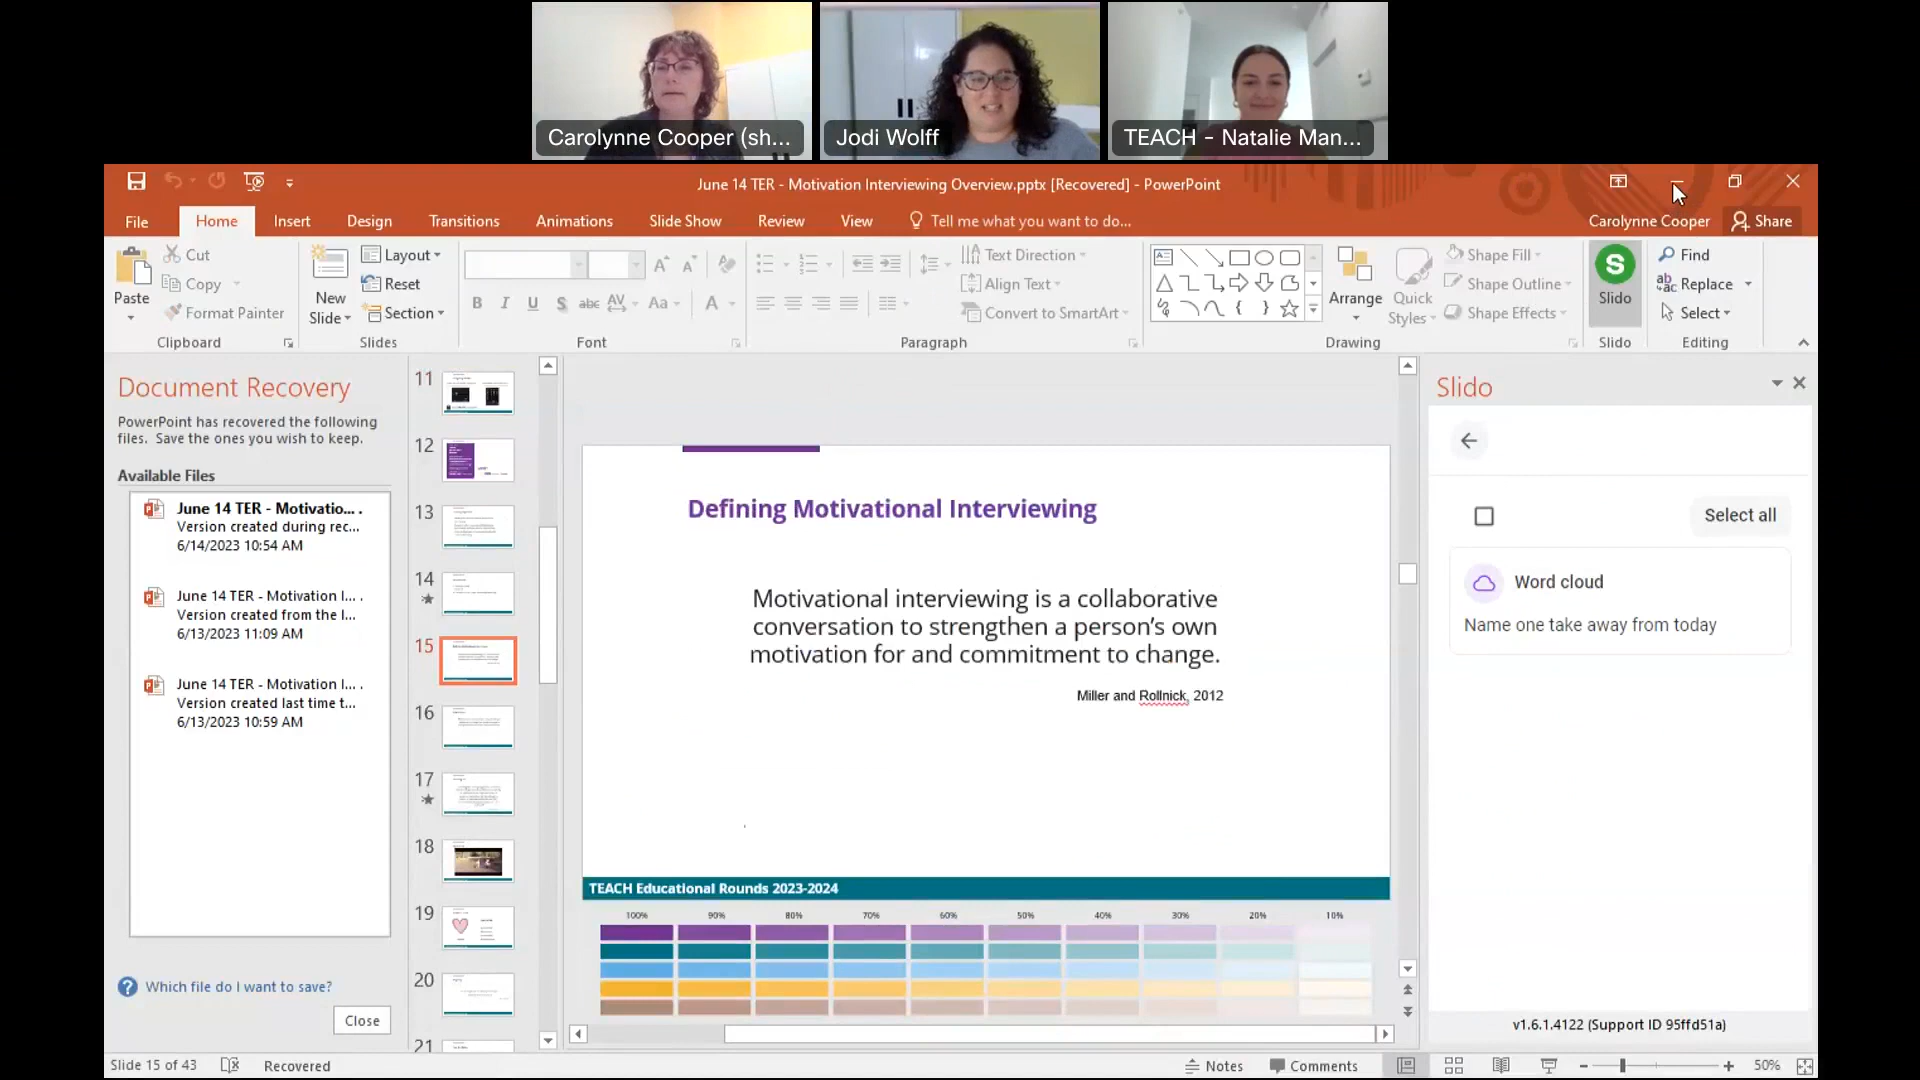 Carolynne Cooper (sh...
Jodi Wolff
TEACH - Natalie Man...
June 14 TER - Motivation Interviewing Overview.pptx [Recovered] - PowerPoint
File
Home
Insert
Design
Transitions
Animations
Slide Show
Review
View
Tell me what you want to do...
Carolynne Cooper
Share
Paste
Cut
Copy
Format Painter
Clipboard
New
Slide
Layout
Reset
Section
Slides
B I U S abc AV Aa A
Font
Text Direction
Align Text
Convert to SmartArt
Paragraph
Arrange
Quick
Styles
Shape Fill
Shape Outline
Shape Effects
Drawing
S
Slido
Slido
Find
Replace
Select
Editing
Document Recovery
PowerPoint has recovered the following
files. Save the ones you wish to keep.
Available Files
June 14 TER - Motivatio... .
Version created during rec...
6/14/2023 10:54 AM
June 14 TER - Motivation I... .
Version created from the l...
6/13/2023 11:09 AM
June 14 TER - Motivation I... .
Version created last time t...
6/13/2023 10:59 AM
Which file do I want to save?
Close
11
12
13
14
15
16
17
18
19
20
21
Defining Motivational Interviewing
Motivational interviewing is a collaborative
conversation to strengthen a person's own
motivation for and commitment to change.
Miller and Rollnick, 2012
TEACH Educational Rounds 2023-2024
100% 90% 80% 70% 60% 50% 40% 30% 20% 10%
Slido
Select all
Word cloud
Name one take away from today
v1.6.1.4122 (Support ID 95ffd51a)
Slide 15 of 43
Recovered
Notes
Comments
50%